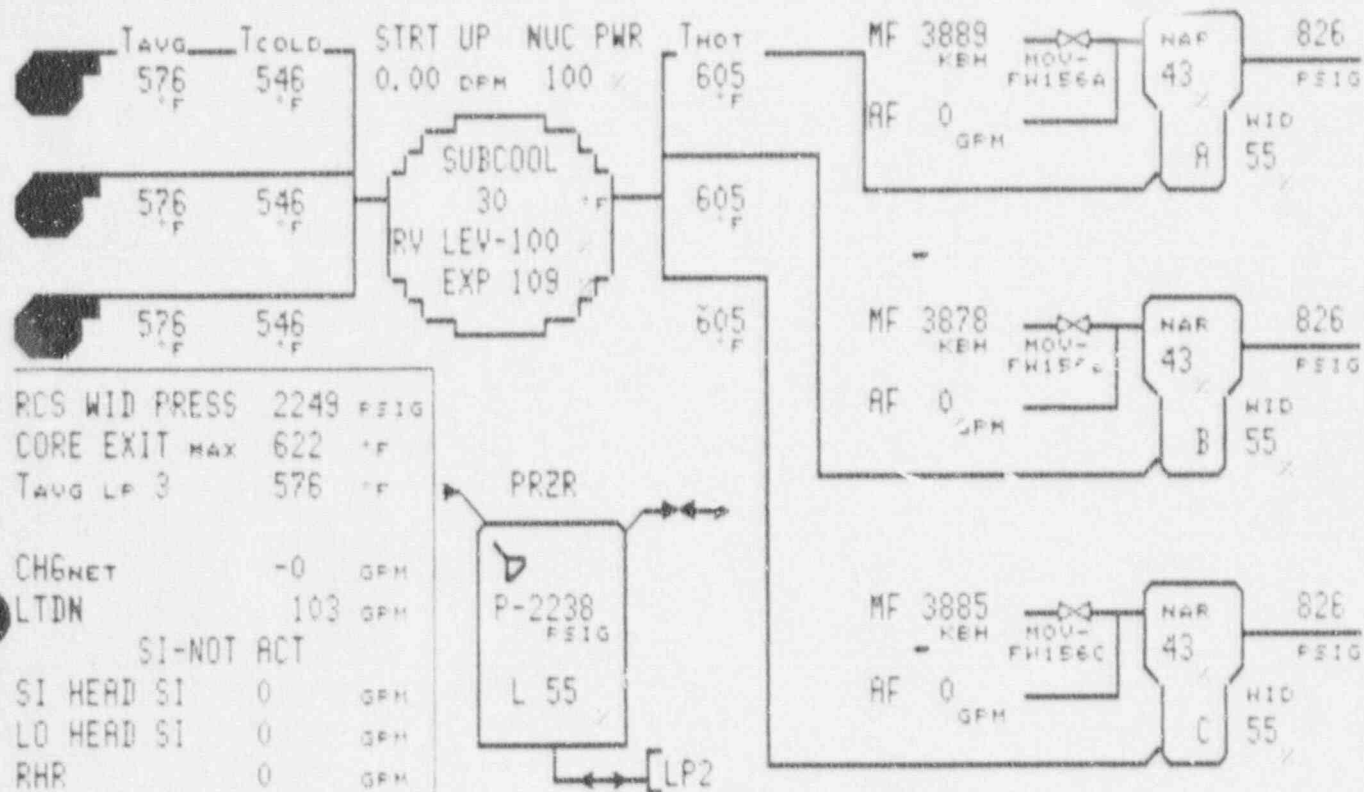 TAVG TCOLD STRT UP NUC PWR THOT
576 °F 546 °F 0.00 DPM 100 % 605 °F
SUBCOOL
30 °F
RV LEV-100 %
EXP 109 %
576 °F 546 °F 605 °F
576 °F 546 °F 605 °F
MF 3889 KBH MOV-FW156A NAR 43 % 826 PSIG
AF 0 GPM A WID 55 %
MF 3878 KBH MOV- NAR 43 % 826 PSIG
AF 0 GPM B WID 55 %
MF 3885 KBH MOV-FW156C NAR 43 % 826 PSIG
AF 0 GPM C WID 55 %
RCS WID PRESS 2249 PSIG
CORE EXIT MAX 622 °F
TAVG LP 3 576 °F
CHGNET -0 GPM
LTDN 103 GPM
SI-NOT ACT
SI HEAD SI 0 GPM
LO HEAD SI 0 GPM
RHR 0 GPM
PRZR
P-2238 PSIG
L 55 %
LP2